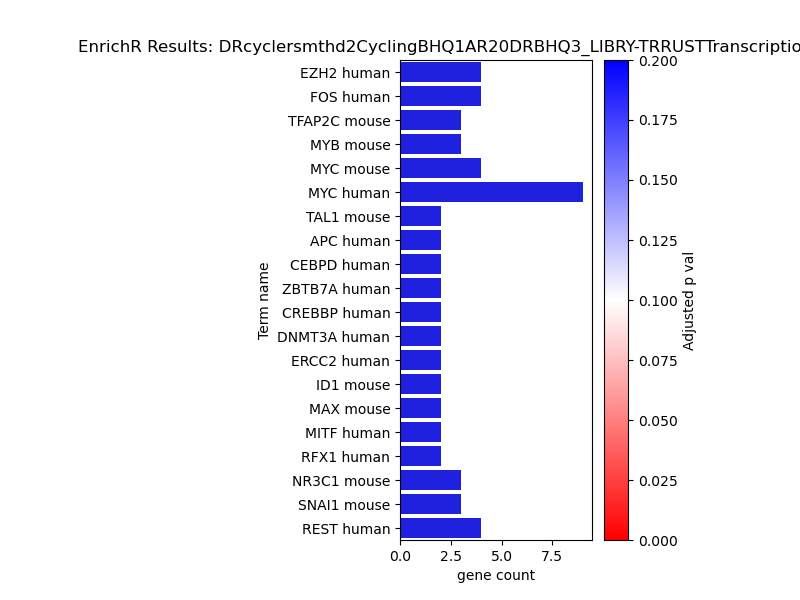 EnrichR Results: DRcyclersmthd2CyclingBHQ1AR20DRBHQ3_LIBRY-TRRUSTTranscriptio
EZH2 human
FOS human
TFAP2C mouse
MYB mouse
MYC mouse
MYC human
TAL1 mouse
APC human
CEBPD human
ZBTB7A human
CREBBP human
DNMT3A human
ERCC2 human
ID1 mouse
MAX mouse
MITF human
RFX1 human
NR3C1 mouse
SNAI1 mouse
REST human
Term name
0.0 2.5 5.0 7.5
gene count
0.200
0.175
0.150
0.125
0.100
0.075
0.050
0.025
0.000
Adjusted p val